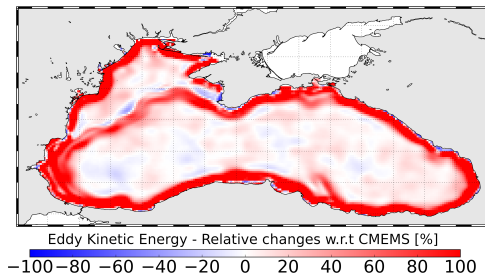 Eddy Kinetic Energy - Relative changes w.r.t CMEMS [%]
−100 −80 −60 −40 −20 0 20 40 60 80 100